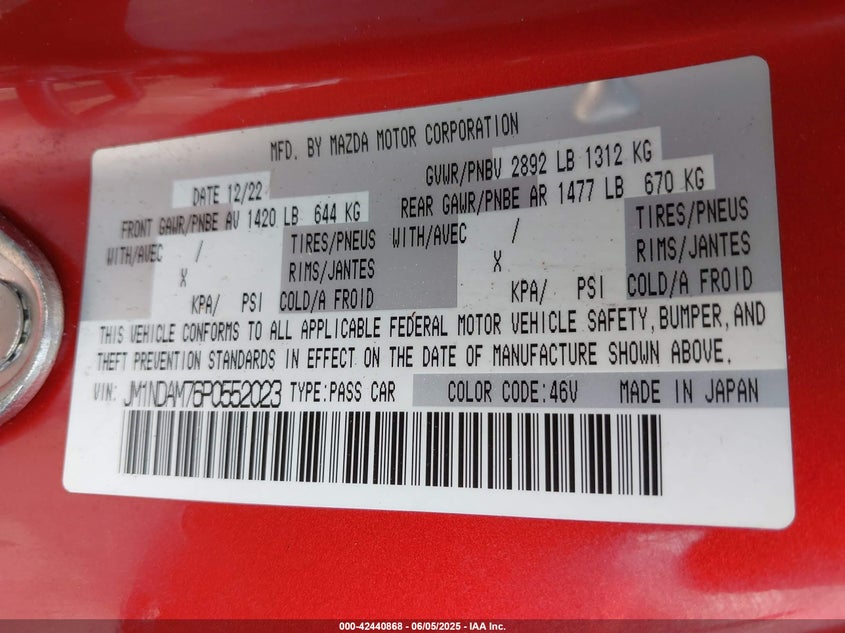 MFD. BY MAZDA MOTOR CORPORATION
DATE 12/22 GVWR/PNBV 2892 LB 1312 KG
FRONT GAWR/PNBE AV 1420 LB 644 KG REAR GAWR/PNBE AR 1477 LB 670 KG
WITH/AVEC / TIRES/PNEUS WITH/AVEC / TIRES/PNEUS
X RIMS/JANTES X RIMS/JANTES
KPA/ PSI COLD/A FROID KPA/ PSI COLD/A FROID
THIS VEHICLE CONFORMS TO ALL APPLICABLE FEDERAL MOTOR VEHICLE SAFETY, BUMPER, AND
THEFT PREVENTION STANDARDS IN EFFECT ON THE DATE OF MANUFACTURE SHOWN ABOVE.
VIN: JM1NDAM76P0552023 TYPE:PASS CAR COLOR CODE:46V MADE IN JAPAN
000-42440868 - 06/05/2025 - IAA Inc.